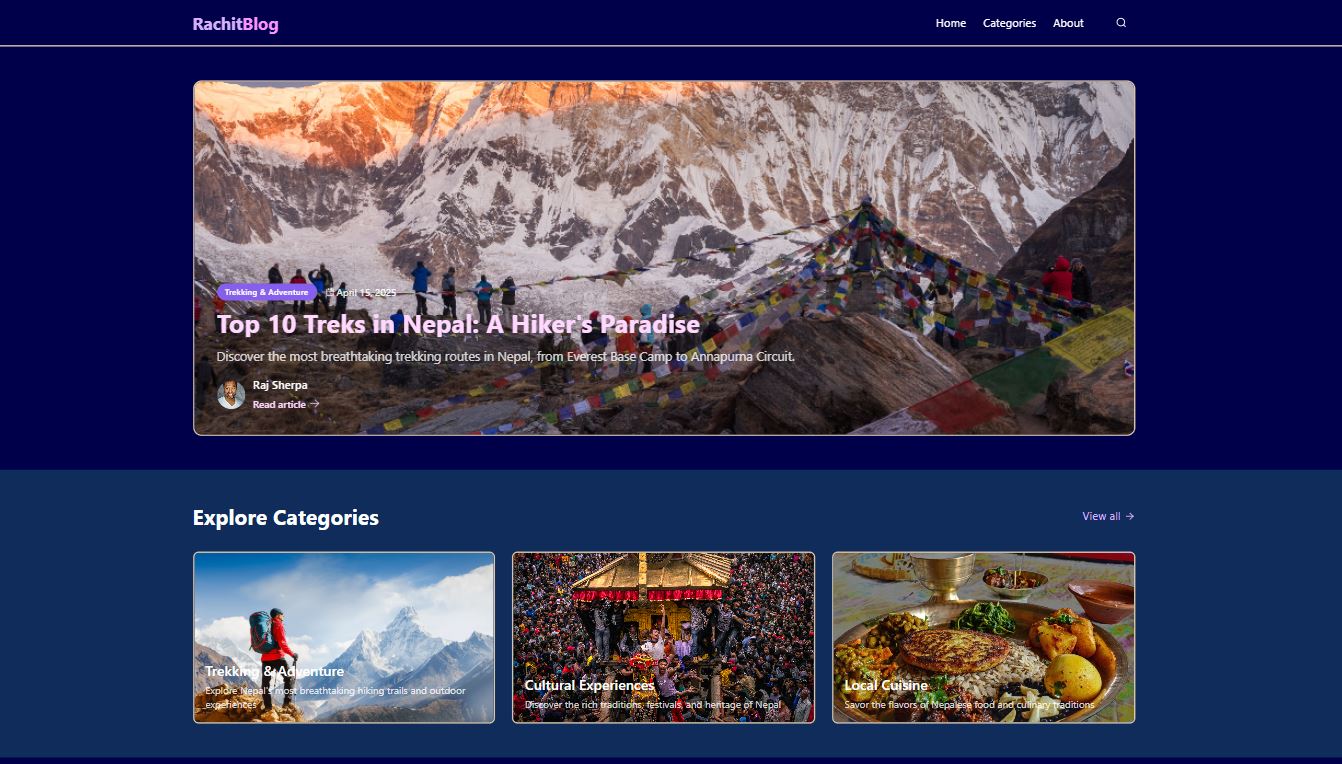 RachitBlog
Home Categories About
Trekking & Adventure April 15, 2025
Top 10 Treks in Nepal: A Hiker's Paradise
Discover the most breathtaking trekking routes in Nepal, from Everest Base Camp to Annapurna Circuit.
Raj Sherpa
Read article →
Explore Categories
View all →
Trekking & Adventure
Explore Nepal's most breathtaking hiking trails and outdoor
experiences
Cultural Experiences
Discover the rich traditions, festivals, and heritage of Nepal
Local Cuisine
Savor the flavors of Nepalese food and culinary traditions